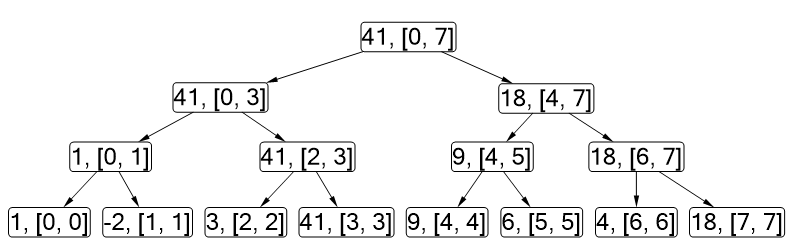 41, [0, 7]
41, [0, 3]
18, [4, 7]
1, [0, 1]
41, [2, 3]
9, [4, 5]
18, [6, 7]
1, [0, 0]
-2, [1, 1]
3, [2, 2]
41, [3, 3]
9, [4, 4]
6, [5, 5]
4, [6, 6]
18, [7, 7]